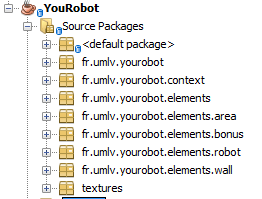 YouRobot
Source Packages
<default package>
fr.umlv.yourobot
fr.umlv.yourobot.context
fr.umlv.yourobot.elements
fr.umlv.yourobot.elements.area
fr.umlv.yourobot.elements.bonus
fr.umlv.yourobot.elements.robot
fr.umlv.yourobot.elements.wall
textures